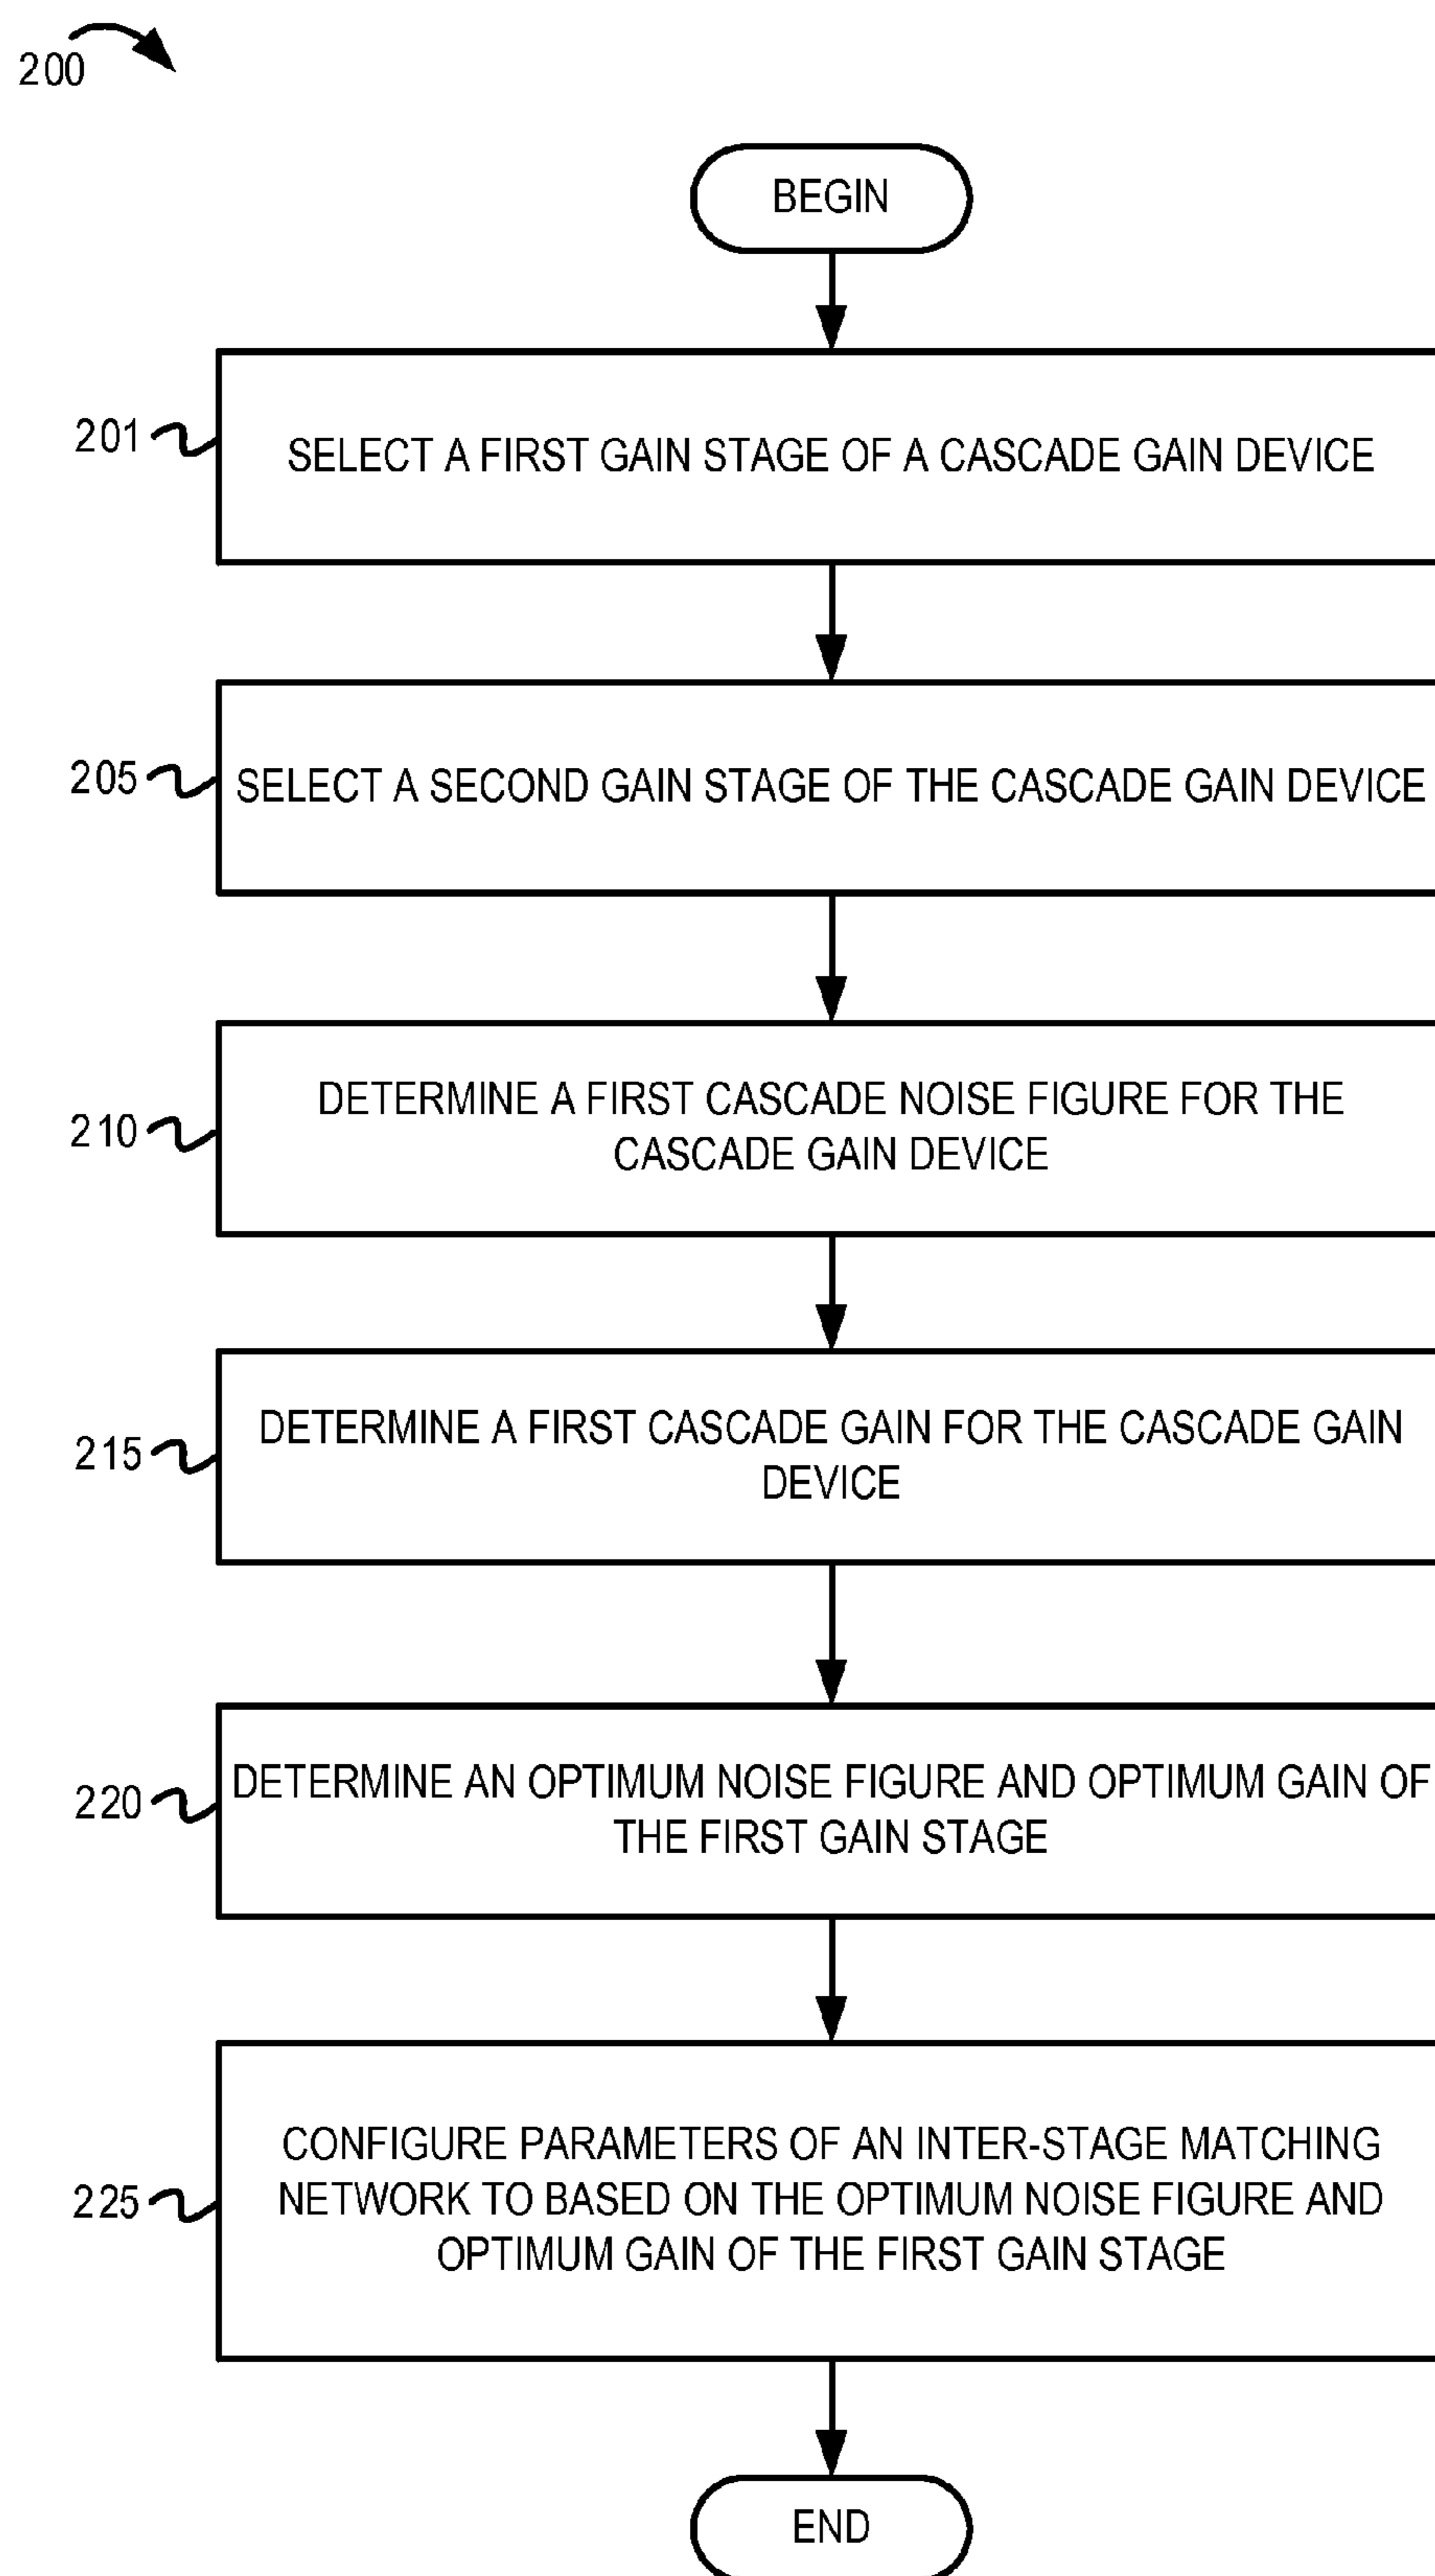 200
BEGIN
201
SELECT A FIRST GAIN STAGE OF A CASCADE GAIN DEVICE
205
SELECT A SECOND GAIN STAGE OF THE CASCADE GAIN DEVICE
210
DETERMINE A FIRST CASCADE NOISE FIGURE FOR THE
CASCADE GAIN DEVICE
215
DETERMINE A FIRST CASCADE GAIN FOR THE CASCADE GAIN
DEVICE
220
DETERMINE AN OPTIMUM NOISE FIGURE AND OPTIMUM GAIN OF
THE FIRST GAIN STAGE
225
CONFIGURE PARAMETERS OF AN INTER-STAGE MATCHING
NETWORK TO BASED ON THE OPTIMUM NOISE FIGURE AND
OPTIMUM GAIN OF THE FIRST GAIN STAGE
END